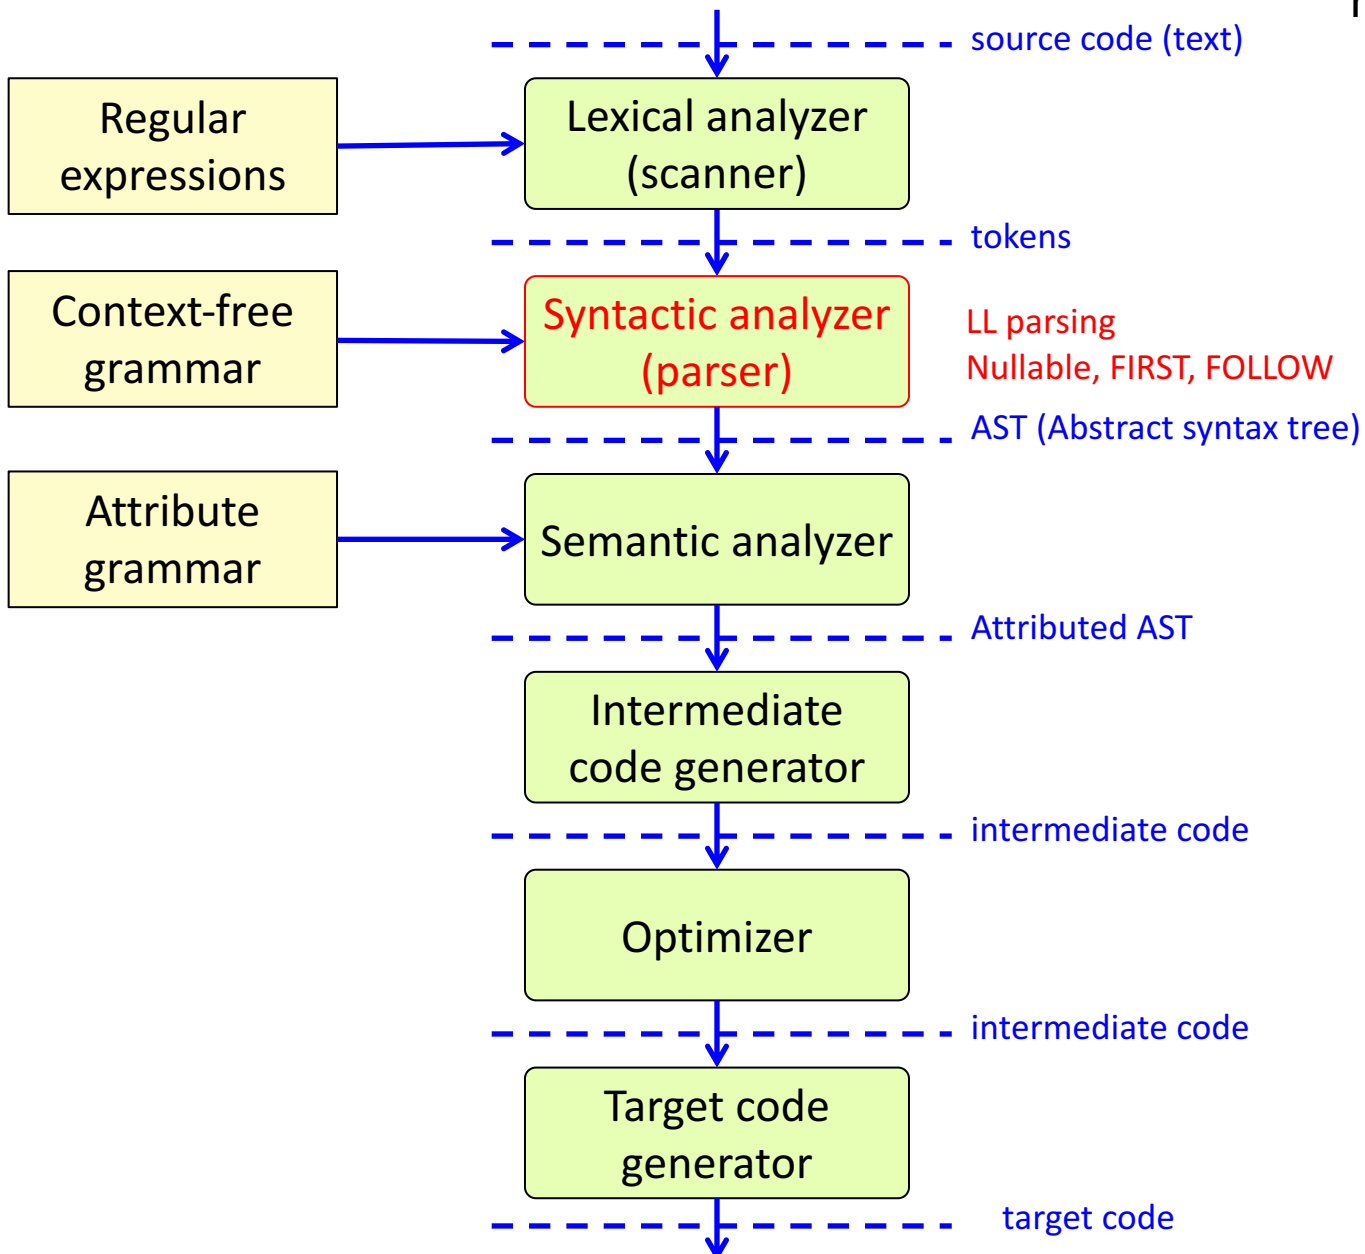 source code (text)
Regular
expressions
Lexical analyzer
(scanner)
tokens
Context-free
grammar
Syntactic analyzer
(parser)
LL parsing
Nullable, FIRST, FOLLOW
AST (Abstract syntax tree)
Attribute
grammar
Semantic analyzer
Attributed AST
Intermediate
code generator
intermediate code
Optimizer
intermediate code
Target code
generator
target code